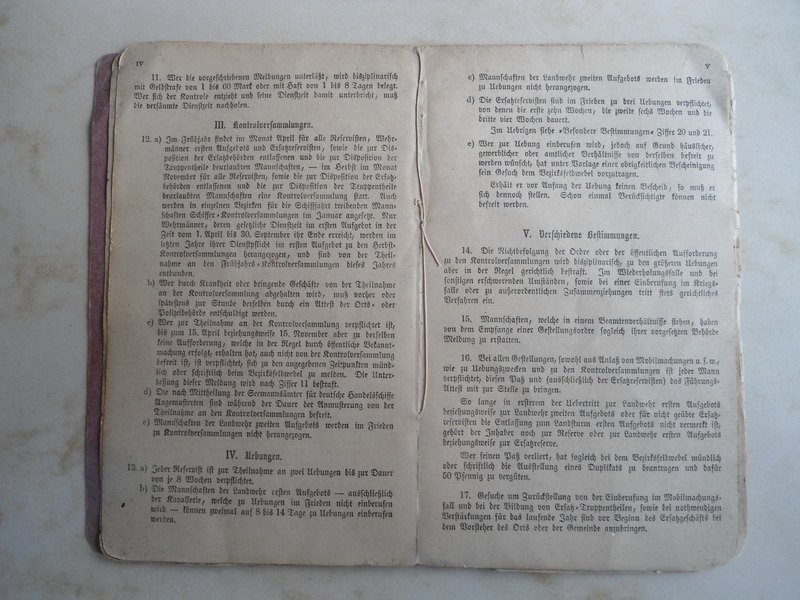 IV
11. Wer die vorgeschriebenen Meldungen unterläßt, wird disziplinarisch
mit Geldstrafe von 1 bis 60 Mark oder mit Haft von 1 bis 8 Tagen belegt.
Wer sich der Kontrole entzieht und seine Dienstzeit damit unterbricht, muß
die versäumte Dienstzeit nachholen.
III. Kontrolversammlungen.
12. a) Im Frühjahr findet im Monat April für alle Reservisten, Wehr-
männer ersten Aufgebots und Ersatzreservisten, sowie die zur Dis-
position der Ersatzbehörden entlassenen und die zur Disposition der
Truppentheile beurlaubten Mannschaften, — im Herbst im Monat
November für alle Reservisten, sowie die zur Disposition der Ersatz-
behörden entlassenen und die zur Disposition der Truppentheile
beurlaubten Mannschaften eine Kontrolversammlung statt. Auch
werden in einzelnen Bezirken für die Schifffahrt treibenden Mann-
schaften Schiffer-Kontrolversammlungen im Januar angesetzt. Nur
Wehrmänner, deren gesetzliche Dienstzeit im ersten Aufgebot in der
Zeit vom 1. April bis 30. September ihr Ende erreicht, werden im
letzten Jahre ihrer Dienstpflicht im ersten Aufgebot zu den Herbst-
Kontrolversammlungen herangezogen, und sind von der Theil-
nahme an den Frühjahrs-Kontrolversammlungen dieses Jahres
entbunden.
b) Wer durch Krankheit oder dringende Geschäfte von der Theilnahme
an der Kontrolversammlung abgehalten wird, muß vorher oder
spätestens zur Stunde derselben durch ein Attest der Orts- oder
Polizeibehörde entschuldigt werden.
c) Wer zur Theilnahme an der Kontrolversammlung verpflichtet ist,
bis zum 15. April beziehungsweise 15. November aber zu derselben
keine Aufforderung, welche in der Regel durch öffentliche Bekannt-
machung erfolgt, erhalten hat, auch nicht von der Kontrolversammlung
befreit ist, ist verpflichtet, sich zu den angegebenen Zeitpunkten münd-
lich oder schriftlich beim Bezirksfeldwebel zu melden. Die Unter-
lassung dieser Meldung wird nach Ziffer 11 bestraft.
d) Die nach Mittheilung der Seemannsämter für deutsche Handelsschiffe
Angemusterten sind während der Dauer der Anmusterung von der
Theilnahme an den Kontrolversammlungen befreit.
e) Mannschaften der Landwehr zweiten Aufgebots werden im Frieden
zu Kontrolversammlungen nicht herangezogen.
IV. Uebungen.
13. a) Jeder Reservist ist zur Theilnahme an zwei Uebungen bis zur Dauer
von je 8 Wochen verpflichtet.
b) Die Mannschaften der Landwehr ersten Aufgebots — ausschließlich
der Kavallerie, welche zu Uebungen im Frieden nicht einberufen
wird — können zweimal auf 8 bis 14 Tage zu Uebungen einberufen
werden.
V
c) Mannschaften der Landwehr zweiten Aufgebots werden im Frieden
zu Uebungen nicht herangezogen.
d) Die Ersatzreservisten sind im Frieden zu drei Uebungen verpflichtet,
von denen die erste zehn Wochen, die zweite sechs Wochen und die
dritte vier Wochen dauert.
Im Uebrigen siehe »Besondere Bestimmungen« Ziffer 20 und 21.
e) Wer zur Uebung einberufen wird, jedoch auf Grund häuslicher,
gewerblicher oder amtlicher Verhältnisse von derselben befreit zu
werden wünscht, hat unter Vorlage einer obrigkeitlichen Bescheinigung
sein Gesuch dem Bezirksfeldwebel vorzutragen.
Erhält er vor Anfang der Uebung keinen Bescheid, so muß er
sich dennoch stellen. Schon einmal Berücksichtigte können nicht
befreit werden.
V. Verschiedene Bestimmungen.
14. Die Nichtbefolgung der Ordre oder der öffentlichen Aufforderung
zu den Kontrolversammlungen wird disziplinarisch, zu den größeren Uebungen
aber in der Regel gerichtlich bestraft. Im Wiederholungsfalle und bei
sonstigen erschwerenden Umständen, sowie bei einer Einberufung im Kriegs-
falle oder zu außerordentlichen Zusammenziehungen tritt stets gerichtliches
Verfahren ein.
15. Mannschaften, welche in einem Beamtenverhältnisse stehen, haben
von dem Empfange einer Gestellungsordre sogleich ihrer vorgesetzten Behörde
Meldung zu erstatten.
16. Bei allen Gestellungen, sowohl aus Anlaß von Mobilmachungen u. s. w.,
wie zu Uebungszwecken und zu den Kontrolversammlungen ist jeder Mann
verpflichtet, diesen Paß und (ausschließlich der Ersatzreservisten) das Führungs-
Attest mit zur Stelle zu bringen.
So lange in ersterem der Uebertritt zur Landwehr ersten Aufgebots
beziehungsweise zur Landwehr zweiten Aufgebots oder für nicht geübte Ersatz-
reservisten die Entlassung zum Landsturm ersten Aufgebots nicht vermerkt ist,
gehört der Inhaber noch zur Reserve oder zur Landwehr ersten Aufgebots
beziehungsweise zur Ersatzreserve.
Wer seinen Paß verliert, hat sogleich bei dem Bezirksfeldwebel mündlich
oder schriftlich die Ausstellung eines Duplikats zu beantragen und dafür
50 Pfennig zu vergüten.
17. Gesuche um Zurückstellung von der Einberufung im Mobilmachungs-
fall und bei der Bildung von Ersatz-Truppentheilen, sowie bei nothwendigen
Verstärkungen für das laufende Jahr sind vor Beginn des Ersatzgeschäfts bei
dem Vorsteher des Orts oder der Gemeinde anzubringen.